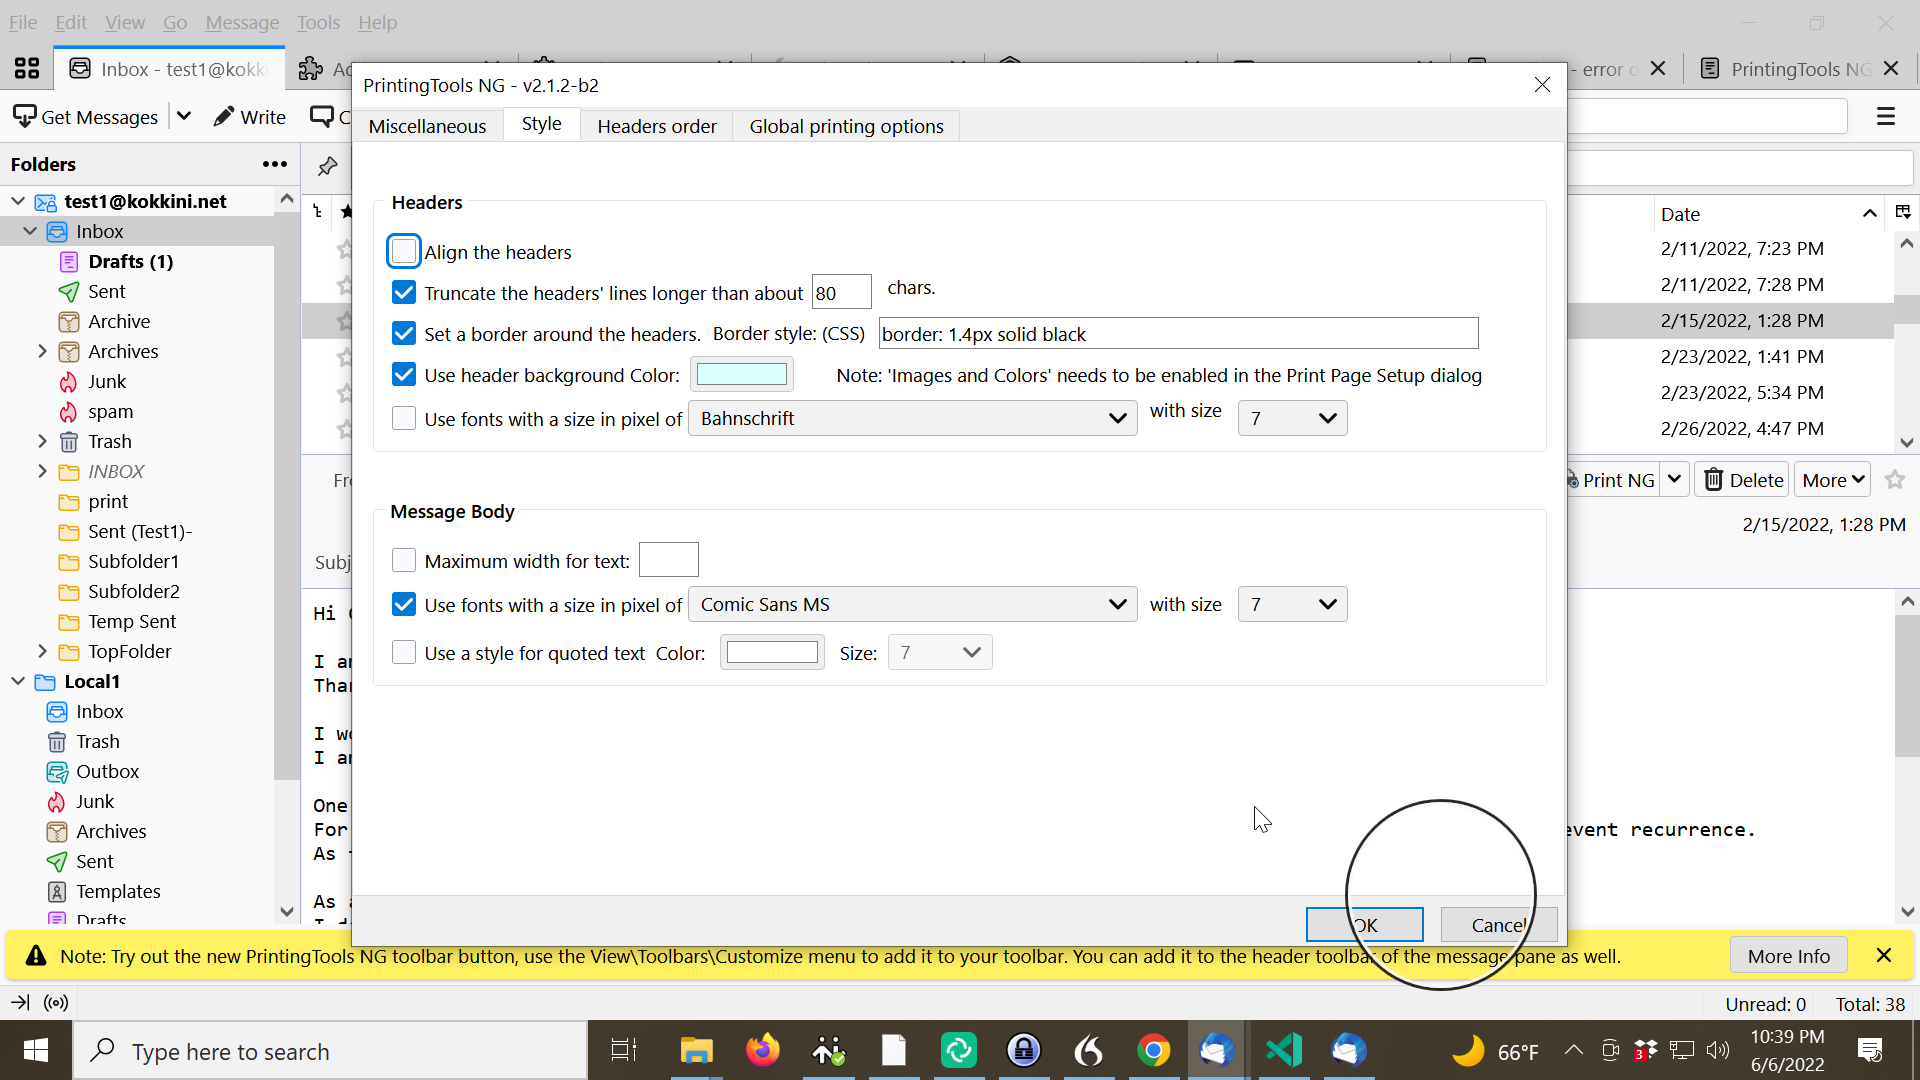 File Edit View Go Message Tools Help
Inbox - test1@kokki
- error
PrintingTools NG
PrintingTools NG - v2.1.2-b2
Get Messages
Write
Miscellaneous
Style
Headers order
Global printing options
Folders
test1@kokkini.net
Inbox
Drafts (1)
Sent
Archive
Archives
Junk
spam
Trash
INBOX
print
Sent (Test1)-
Subfolder1
Subfolder2
Temp Sent
TopFolder
Local1
Inbox
Trash
Outbox
Junk
Archives
Sent
Templates
Drafts
Headers
Align the headers
Truncate the headers' lines longer than about 80 chars.
Set a border around the headers. Border style: (CSS) border: 1.4px solid black
Use header background Color: Note: 'Images and Colors' needs to be enabled in the Print Page Setup dialog
Use fonts with a size in pixel of Bahnschrift with size 7
Message Body
Maximum width for text:
Use fonts with a size in pixel of Comic Sans MS with size 7
Use a style for quoted text Color: Size: 7
OK
Cancel
Date
2/11/2022, 7:23 PM
2/11/2022, 7:28 PM
2/15/2022, 1:28 PM
2/23/2022, 1:41 PM
2/23/2022, 5:34 PM
2/26/2022, 4:47 PM
Print NG
Delete
More
2/15/2022, 1:28 PM
Subj
Hi
I
I
I
One
For
event recurrence.
As
As
Note: Try out the new PrintingTools NG toolbar button, use the View\Toolbars\Customize menu to add it to your toolbar. You can add it to the header toolbar of the message pane as well.
More Info
Unread: 0 Total: 38
Type here to search
3
66°F
10:39 PM
6/6/2022